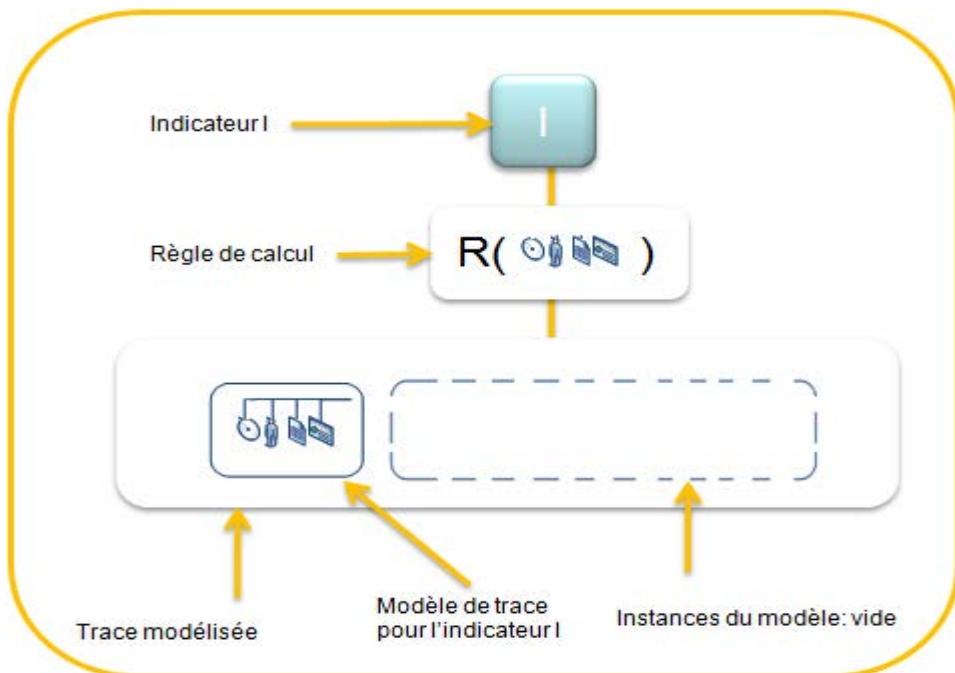 I
Indicateur I
Règle de calcul
R( )
Trace modélisée
Modèle de trace
pour l'indicateur I
Instances du modèle: vide